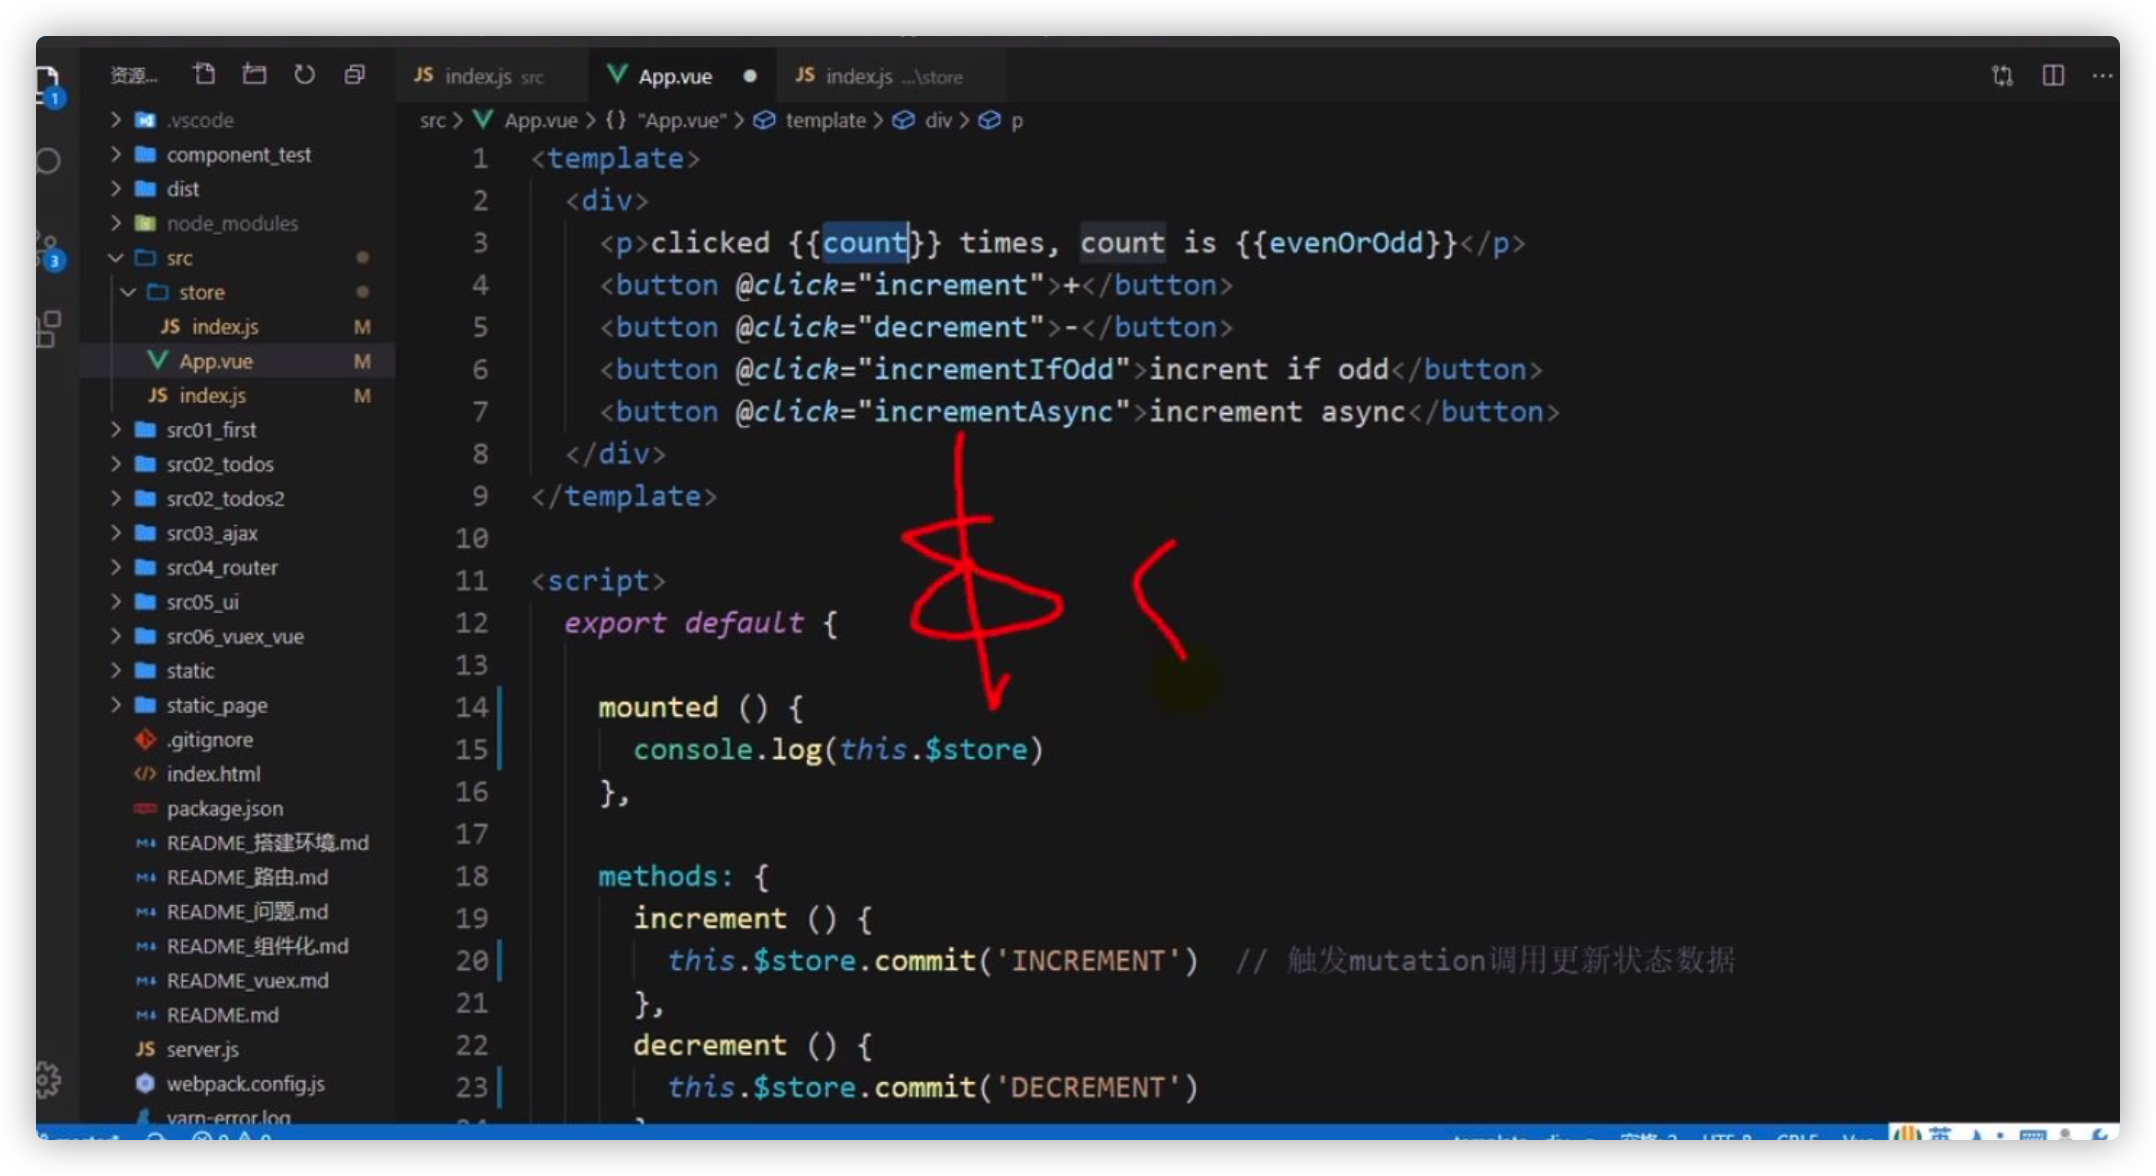 资源...
JS index.js src
App.vue
JS index.js ...\store
1
3
src > App.vue > {} "App.vue" > template > div > p
.vscode
component_test
dist
node_modules
src
store
JS index.js M
App.vue M
JS index.js M
src01_first
src02_todos
src02_todos2
src03_ajax
src04_router
src05_ui
src06_vuex_vue
static
static_page
.gitignore
index.html
package.json
README_搭建环境.md
README_路由.md
README_问题.md
README_组件化.md
README_vuex.md
README.md
JS server.js
webpack.config.js
yarn-error.log
1 <template>
2 <div>
3 <p>clicked {{count}} times, count is {{evenOrOdd}}</p>
4 <button @click="increment">+</button>
5 <button @click="decrement">-</button>
6 <button @click="incrementIfOdd">incrent if odd</button>
7 <button @click="incrementAsync">increment async</button>
8 </div>
9 </template>
10
11 <script>
12 export default {
13
14 mounted () {
15 console.log(this.$store)
16 },
17
18 methods: {
19 increment () {
20 this.$store.commit('INCREMENT') // 触发mutation调用更新状态数据
21 },
22 decrement () {
23 this.$store.commit('DECREMENT')
英